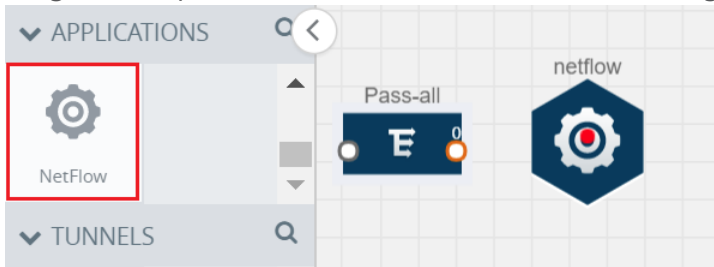 APPLICATIONS
netflow
Pass-all
0
NetFlow
TUNNELS